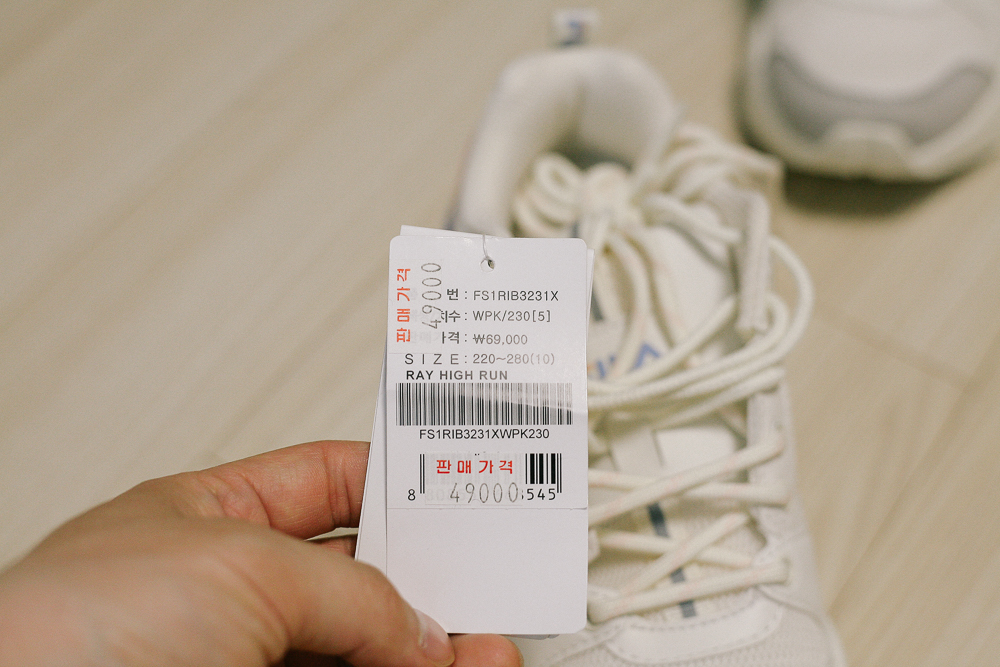 판매가격
49000
번 : FS1RIB3231X
수 : WPK/230[5]
가격 : ₩69,000
SIZE : 220~280(10)
RAY HIGH RUN
FS1RIB3231XWPK230
판매가격
8 49000 545